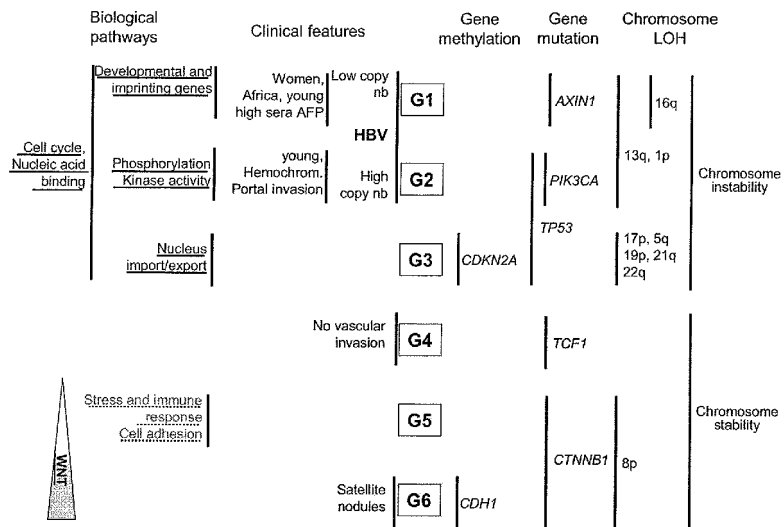 Biological
pathways
Clinical features
Gene
methylation
Gene
mutation
Chromosome
LOH
Developmental and
imprinting genes
Women,
Africa, young
high sera AFP
Low copy
nb
G1
AXIN1
16q
HBV
Cell cycle,
Nucleic acid
binding
Phosphorylation
Kinase activity
young,
Hemochrom.
Portal invasion
High
copy nb
G2
PIK3CA
13q, 1p
Chromosome
instability
TP53
Nucleus
import/export
G3
CDKN2A
17p, 5q
19p, 21q
22q
No vascular
invasion
G4
TCF1
Stress and immune
response
Cell adhesion
G5
Chromosome
stability
WNT
CTNNB1
8p
Satellite
nodules
G6
CDH1